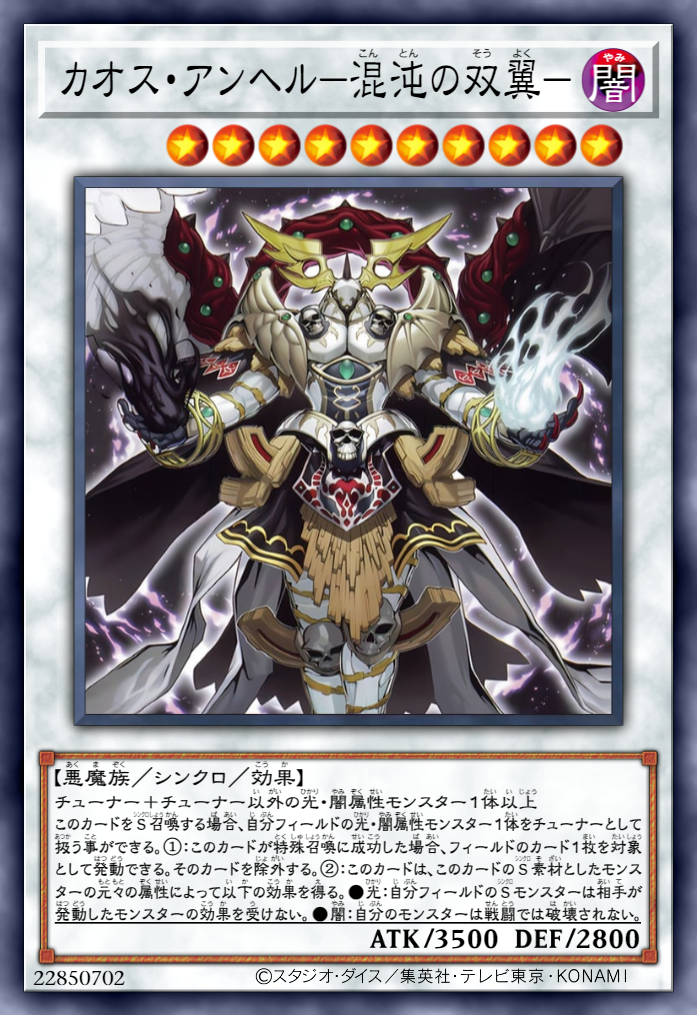 カオス・アンヘル－混沌の双翼－
闇
【悪魔族／シンクロ／効果】
チューナー＋チューナー以外の光・闇属性モンスター１体以上
このカードをＳ召喚する場合、自分フィールドの光・闇属性モンスター１体をチューナーとして
扱う事ができる。①：このカードが特殊召喚に成功した場合、フィールドのカード１枚を対象
として発動できる。そのカードを除外する。②：このカードは、このカードのＳ素材としたモンス
ターの元々の属性によって以下の効果を得る。●光：自分フィールドのＳモンスターは相手が
発動したモンスターの効果を受けない。●闇：自分のモンスターは戦闘では破壊されない。
ATK/3500 DEF/2800
22850702 ©スタジオ・ダイス／集英社・テレビ東京・KONAMI